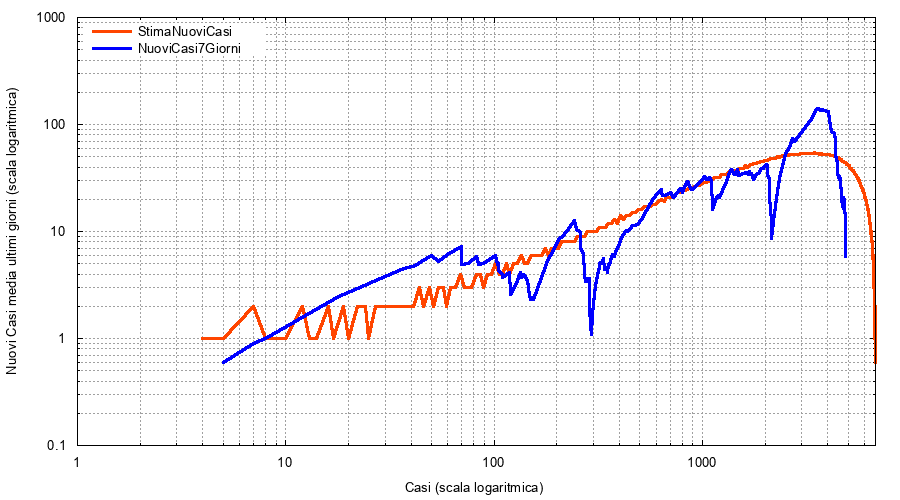 1000
100
10
1
0.1
1
10
100
1000
StimaNuoviCasi
NuoviCasi7Giorni
Nuovi Casi media ultimi giorni (scala logaritmica)
Casi (scala logaritmica)